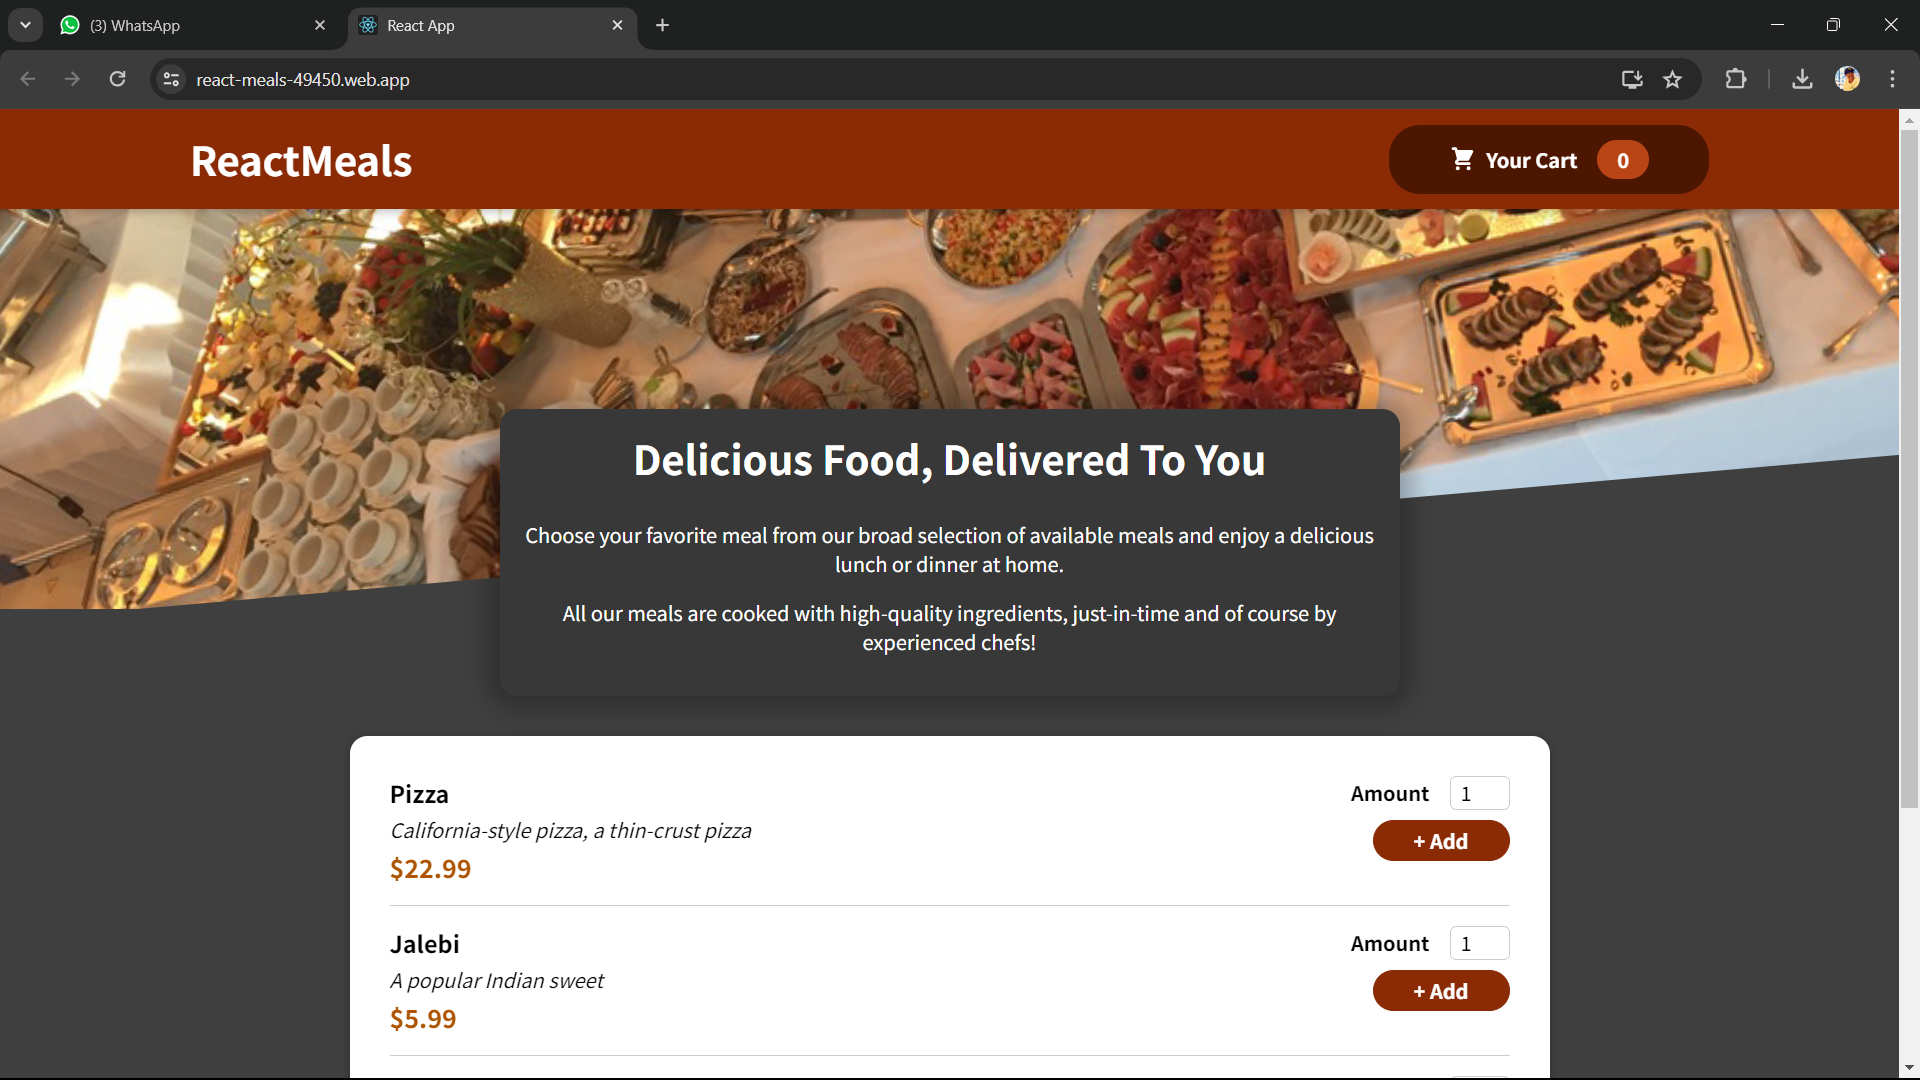 (3) WhatsApp
React App
react-meals-49450.web.app
ReactMeals
Your Cart 0
Delicious Food, Delivered To You
Choose your favorite meal from our broad selection of available meals and enjoy a delicious
lunch or dinner at home.
All our meals are cooked with high-quality ingredients, just-in-time and of course by
experienced chefs!
Pizza
Amount 1
California-style pizza, a thin-crust pizza
+ Add
$22.99
Jalebi
Amount 1
A popular Indian sweet
+ Add
$5.99